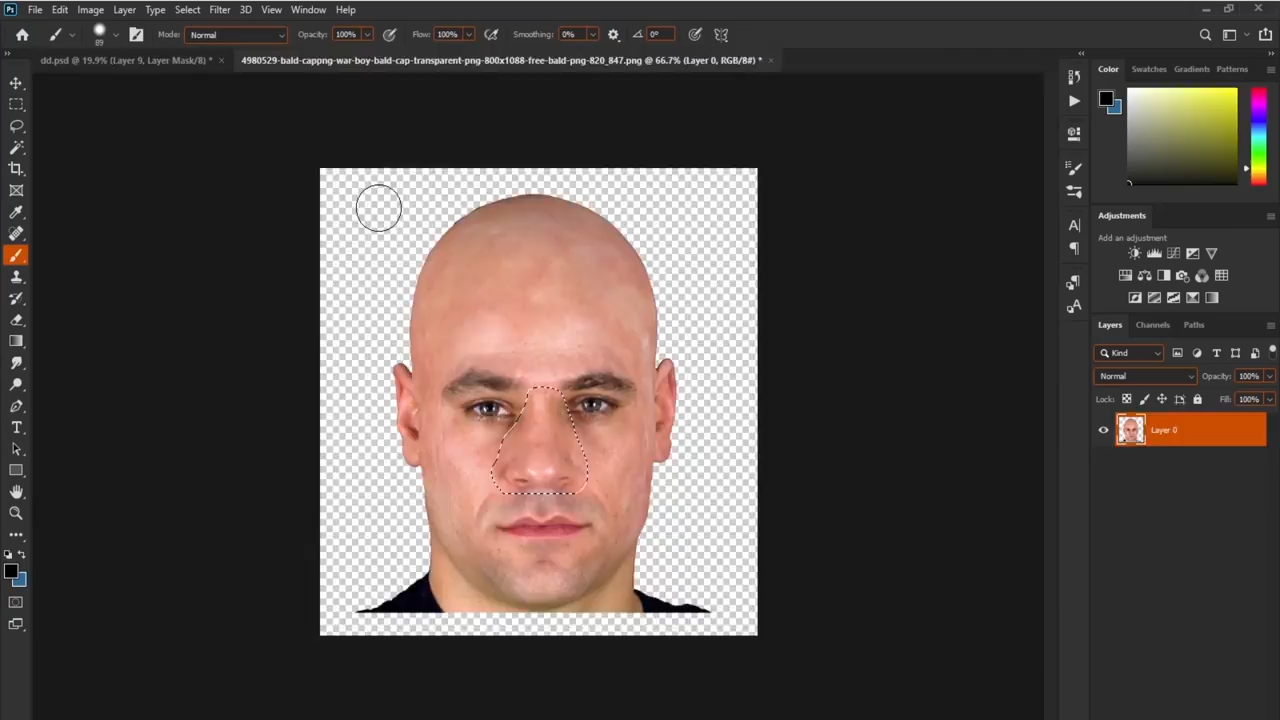 Ps File Edit Image Layer Type Select Filter 3D View Window Help
89 Mode: Normal Opacity: 100% Flow: 100% Smoothing: 0% 0°
dd.psd @ 19.9% (Layer 9, Layer Mask/8) * × 4980529-bald-cappng-war-boy-bald-cap-transparent-png-800x1088-free-bald-png-820_847.png @ 66.7% (Layer 0, RGB/8#) * ×
Color Swatches Gradients Patterns
Adjustments
Add an adjustment
Layers Channels Paths
Kind
Normal Opacity: 100%
Lock: Fill: 100%
Layer 0